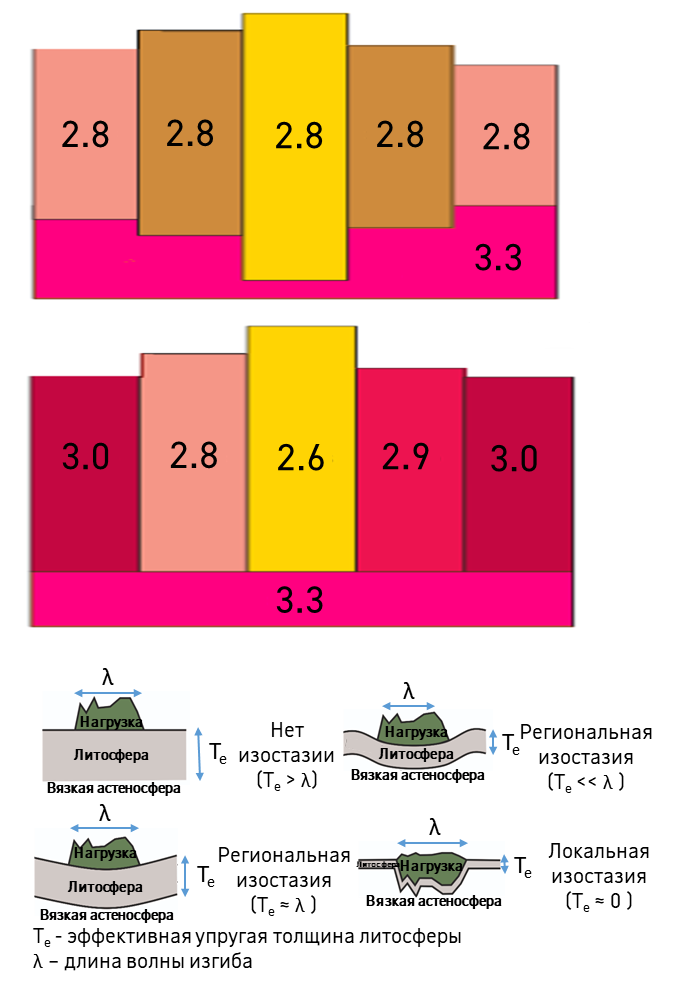 2.8
2.8
2.8
2.8
2.8
3.3
3.0
2.8
2.6
2.9
3.0
3.3
λ
Нагрузка
Литосфера
Вязкая астеносфера
Te
Нет
изостазии
(Te > λ)
λ
Нагрузка
Литосфера
Вязкая астеносфера
Te
Региональная
изостазия
(Te << λ )
λ
Нагрузка
Литосфера
Вязкая астеносфера
Te
Региональная
изостазия
(Te ≈ λ )
λ
Литосфера
Нагрузка
Вязкая астеносфера
Te
Локальная
изостазия
(Te ≈ 0 )
Te - эффективная упругая толщина литосферы
λ – длина волны изгиба